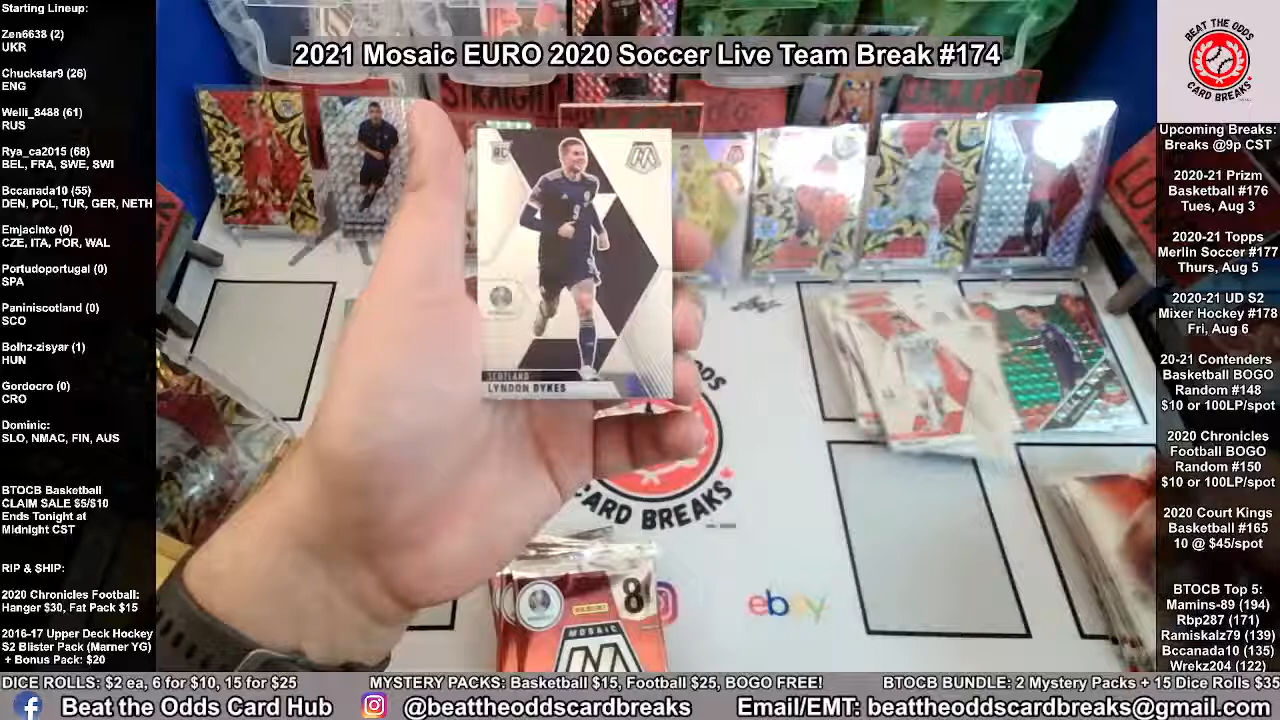 Starting Lineup:
Zen6638 (2)
UKR
Chuckstar9 (26)
ENG
Welli_8488 (61)
RUS
Rya_ca2015 (68)
BEL, FRA, SWE, SWI
Bccanada10 (55)
DEN, POL, TUR, GER, NETH
Emjacinto (0)
CZE, ITA, POR, WAL
Portudoportugal (0)
SPA
Paniniscotland (0)
SCO
Bolhz-zisyar (1)
HUN
Gordocro (0)
CRO
Dominic:
SLO, NMAC, FIN, AUS
BTOCB Basketball
CLAIM SALE $5/$10
Ends Tonight at
Midnight CST
RIP & $HIP:
2020 Chronicles Football:
Hanger $30, Fat Pack $15
2016-17 Upper Deck Hockey
S2 Blister Pack (Marner YG)
+ Bonus Pack: $20
2021 Mosaic EURO 2020 Soccer Live Team Break #174
STRAIGHT
RC
9
SCOTLAND
LYNDON DYKES
CARD BREAKS
8
MOSAIC
ebay
BEAT THE ODDS
CARD BREAKS
Upcoming Breaks:
Breaks @9p CST
2020-21 Prizm
Basketball #176
Tues, Aug 3
2020-21 Topps
Merlin Soccer #177
Thurs, Aug 5
2020-21 UD S2
Mixer Hockey #178
Fri, Aug 6
20-21 Contenders
Basketball BOGO
Random #148
$10 or 100LP/spot
2020 Chronicles
Football BOGO
Random #150
$10 or 100LP/spot
2020 Court Kings
Basketball #165
10 @ $45/spot
BTOCB Top 5:
Mamins-89 (194)
Rbp287 (171)
Ramiskalz79 (139)
Bccanada10 (135)
Wrekz204 (122)
DICE ROLLS: $2 ea, 6 for $10, 15 for $25
MYSTERY PACKS: Basketball $15, Football $25, BOGO FREE!
BTOCB BUNDLE: 2 Mystery Packs + 15 Dice Rolls $35
Beat the Odds Card Hub
@beattheoddscardbreaks
Email/EMT: beattheoddscardbreaks@gmail.com